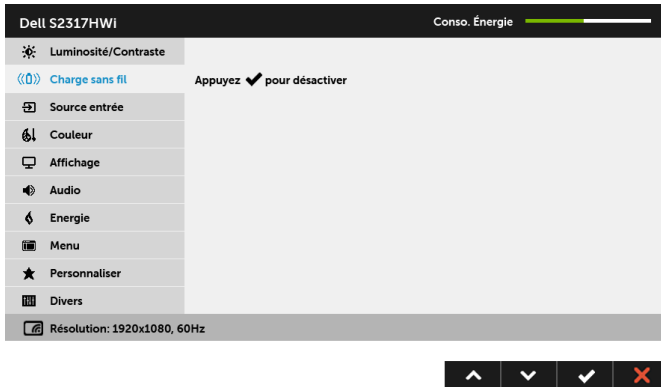 Dell S2317HWi
Conso. Énergie
Luminosité/Contraste
Charge sans fil
Appuyez ✔ pour désactiver
Source entrée
Couleur
Affichage
Audio
Energie
Menu
Personnaliser
Divers
Résolution: 1920x1080, 60Hz